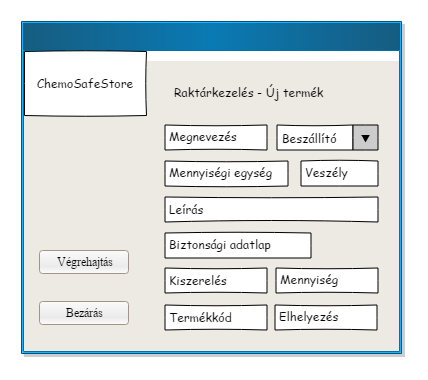 ChemoSafeStore
Raktárkezelés - Új termék
Megnevezés
Beszállító
Mennyiségi egység
Veszély
Leírás
Biztonsági adatlap
Kiszerelés
Mennyiség
Termékkód
Elhelyezés
Végrehajtás
Bezárás